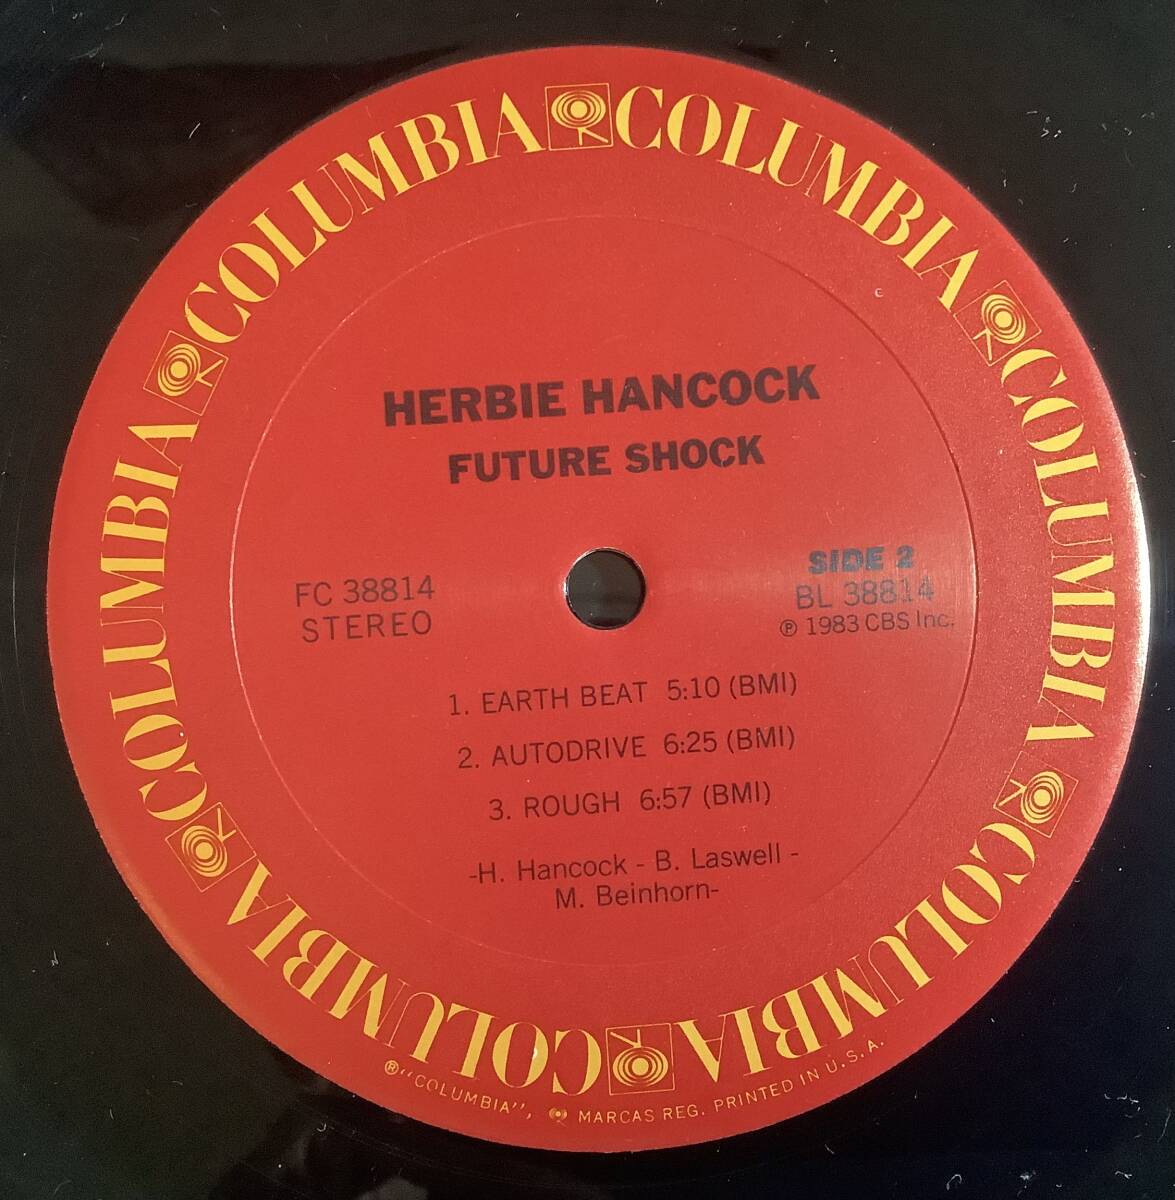 COLUMBIA COLUMBIA COLUMBIA COLUMBIA COLUMBIA COLUMBIA
HERBIE HANCOCK
FUTURE SHOCK
FC 38814
STEREO
SIDE 2
BL 38814
℗ 1983 CBS Inc.
1. EARTH BEAT 5:10 (BMI)
2. AUTODRIVE 6:25 (BMI)
3. ROUGH 6:57 (BMI)
-H. Hancock - B. Laswell -
M. Beinhorn-
®"COLUMBIA", MARCAS REG. PRINTED IN U.S.A.